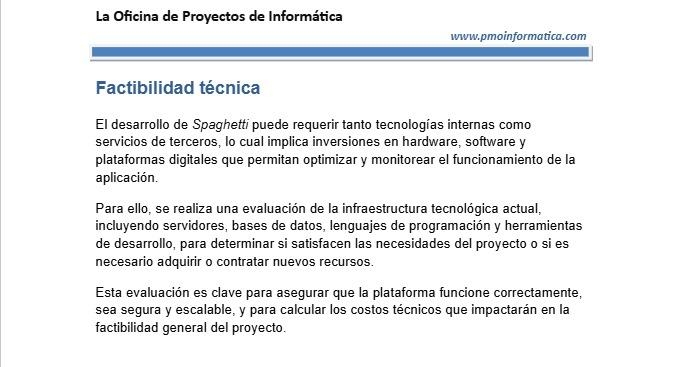 La Oficina de Proyectos de Informática
www.pmoinformatica.com
Factibilidad técnica
El desarrollo de Spaghetti puede requerir tanto tecnologías internas como
servicios de terceros, lo cual implica inversiones en hardware, software y
plataformas digitales que permitan optimizar y monitorear el funcionamiento de la
aplicación.
Para ello, se realiza una evaluación de la infraestructura tecnológica actual,
incluyendo servidores, bases de datos, lenguajes de programación y herramientas
de desarrollo, para determinar si satisfacen las necesidades del proyecto o si es
necesario adquirir o contratar nuevos recursos.
Esta evaluación es clave para asegurar que la plataforma funcione correctamente,
sea segura y escalable, y para calcular los costos técnicos que impactarán en la
factibilidad general del proyecto.